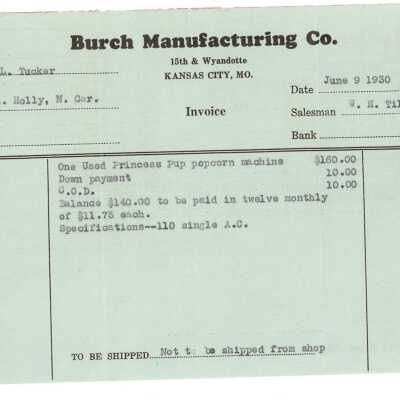 Burch Manufacturing Co.
15th & Wyandotte
KANSAS CITY, MO.
L. Tucker
Date June 9 1930
. Holly, N. Car.
Invoice
Salesman W. H. Til
Bank
One Used Princess Pup popcorn machine $160.00
Down payment 10.00
C.O.D. 10.00
Balance $140.00 to be paid in twelve monthly
of $11.75 each.
Specifications--110 single A.C.
TO BE SHIPPED Not to be shipped from shop